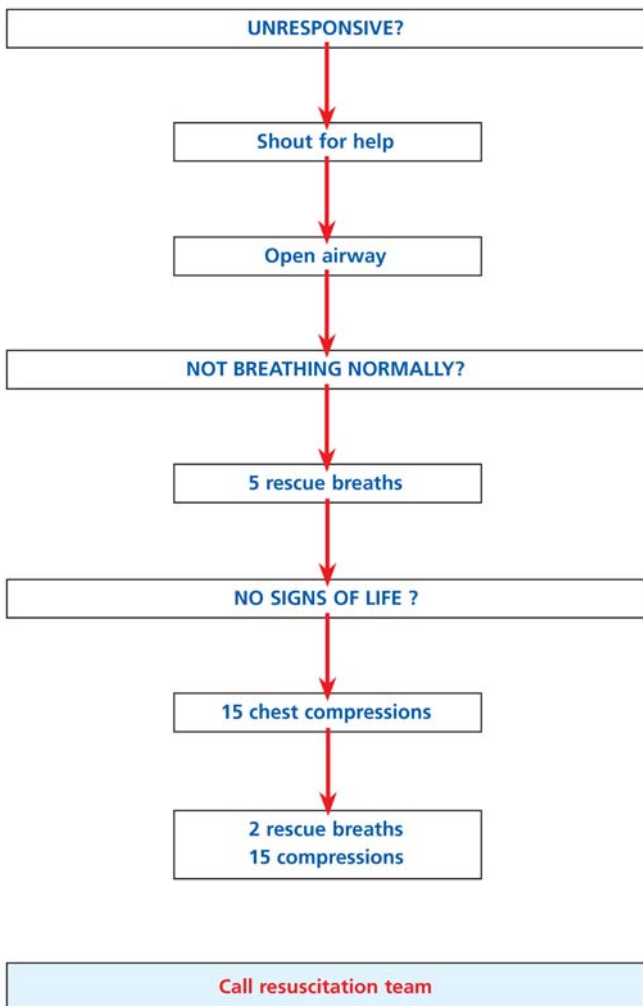 UNRESPONSIVE?
Shout for help
Open airway
NOT BREATHING NORMALLY?
5 rescue breaths
NO SIGNS OF LIFE ?
15 chest compressions
2 rescue breaths
15 compressions
Call resuscitation team